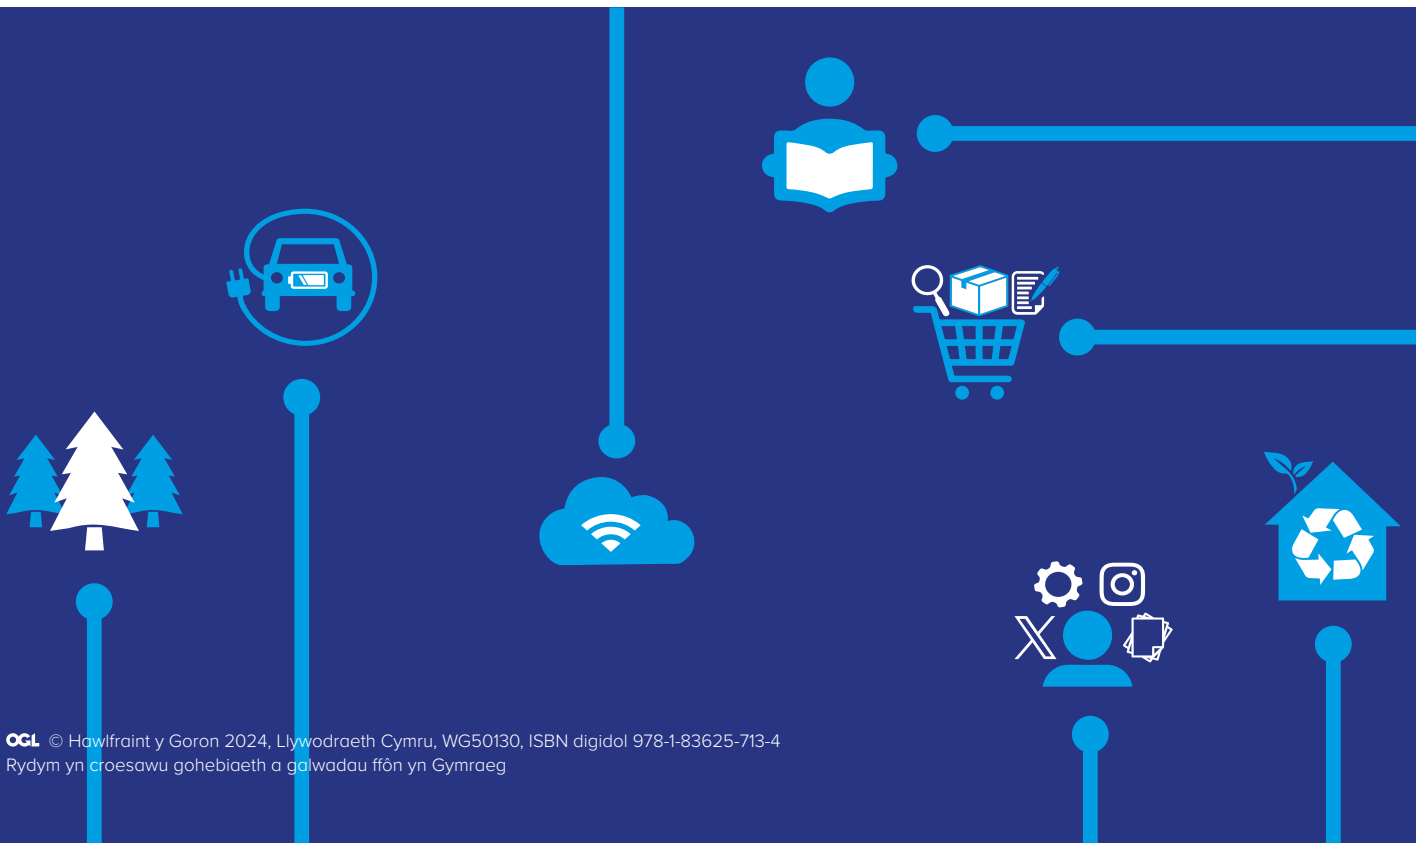 OGL © Hawlfraint y Goron 2024, Llywodraeth Cymru, WG50130, ISBN digidol 978-1-83625-713-4
Rydym yn croesawu gohebiaeth a galwadau ffôn yn Gymraeg